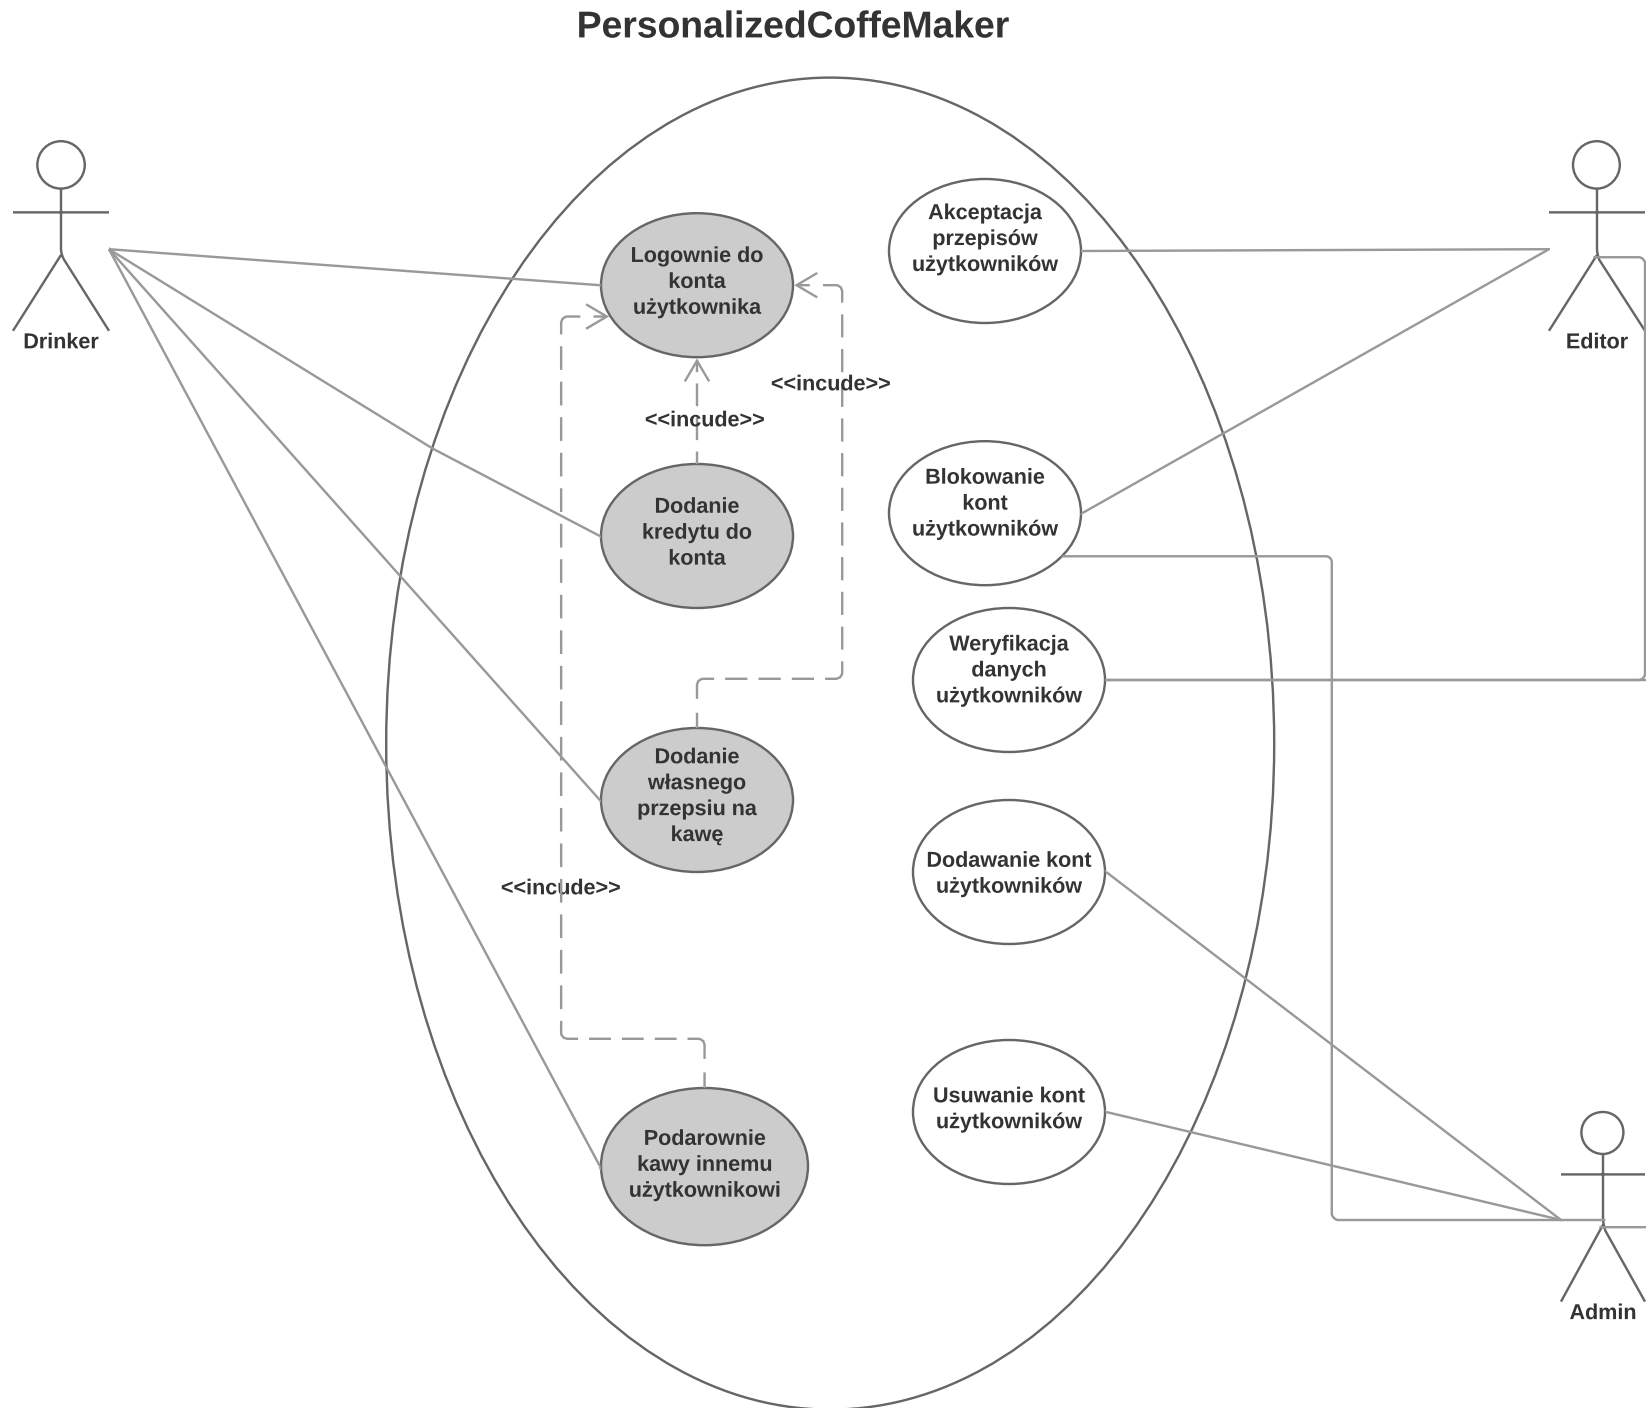 PersonalizedCoffeMaker
Drinker
Logownie do
konta
użytkownika
<<incude>>
<<incude>>
Dodanie
kredytu do
konta
Dodanie
własnego
przepsiu na
kawę
<<incude>>
Podarownie
kawy innemu
użytkownikowi
Akceptacja
przepisów
użytkowników
Blokowanie
kont
użytkowników
Weryfikacja
danych
użytkowników
Dodawanie kont
użytkowników
Usuwanie kont
użytkowników
Editor
Admin